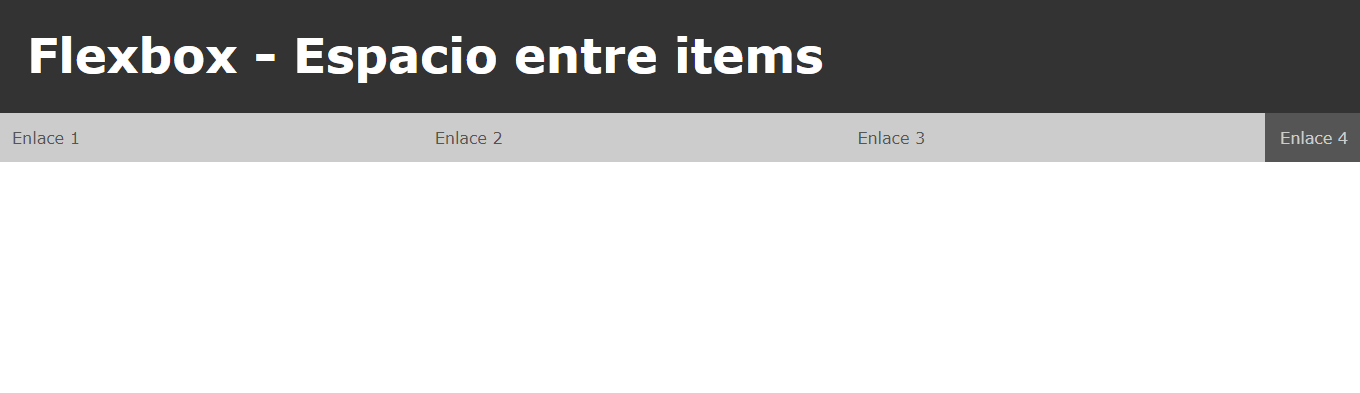 Flexbox - Espacio entre items
Enlace 1 Enlace 2 Enlace 3 Enlace 4